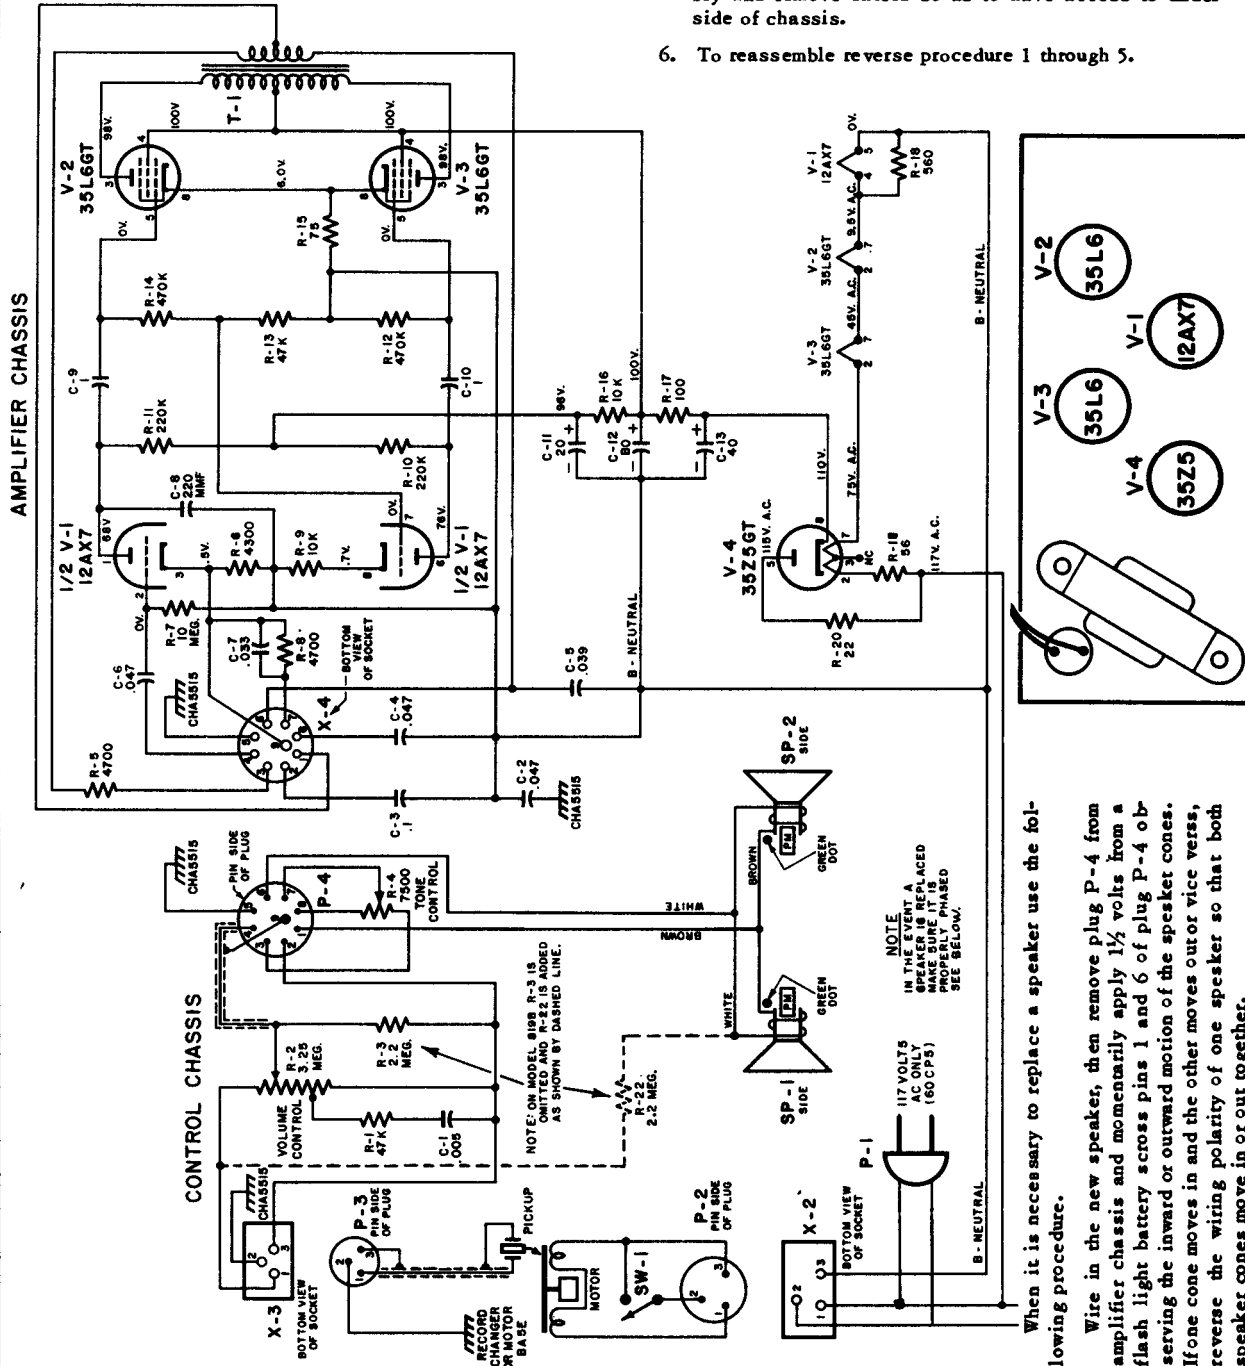 side of chassis.
6. To reassemble reverse procedure 1 through 5.
AMPLIFIER CHASSIS
V-2
35L6GT
T-1
98V.
100V
3
4
5
8
0V.
6.0V.
100V.
98V.
V-3
35L6GT
R-15
75
0V.
R-14
470K
R-13
47K
R-12
470K
C-9
.1
C-10
.1
R-11
220K
R-10
220K
C-8
220
MMF
1/2 V-1
12AX7
68V
.5V.
R-6
4300
R-9
10K
.7V.
0V.
76V.
1/2 V-1
12AX7
0V.
R-7
10
MEG.
C-7
.033
R-8
4700
C-6
.047
CHASSIS
BOTTOM
VIEW
OF SOCKET
X-4
R-5
4700
C-5
.039
C-4
.047
C-3
.1
C-2
.047
CHASSIS
B- NEUTRAL
96V.
C-11
20
R-16
10K
C-12
80
100V.
R-17
100
C-13
40
110V.
75V. A.C.
V-4
35Z5GT
115V. A.C.
NC
R-19
56
117V. A.C.
R-20
22
V-3
35L6GT
45V. A.C.
V-2
35L6GT
9.5V. A.C.
V-1
12AX7
0V.
R-18
560
B- NEUTRAL
V-2
35L6
V-1
12AX7
V-3
35L6
V-4
35Z5
CONTROL CHASSIS
CHASSIS
PIN SIDE
OF PLUG
P-4
R-4
7500
TONE
CONTROL
R-2
3.25
MEG.
VOLUME
CONTROL
R-3
2.2
MEG.
R-1
47K
C-1
.005
NOTE: ON MODEL 819B R-3 IS
OMITTED AND R-22 IS ADDED
AS SHOWN BY DASHED LINE.
R-22
2.2 MEG.
CHASSIS
X-3
BOTTOM VIEW
OF SOCKET
P-3
PIN SIDE
OF PLUG
PICKUP
RECORD
CHANGER
OR MOTOR
BASE
MOTOR
SW-1
P-2
PIN SIDE
OF PLUG
WHITE
BROWN
WHITE
BROWN
SP-1
SIDE
PM
GREEN
DOT
SP-2
SIDE
PM
GREEN
DOT
NOTE
IN THE EVENT A
SPEAKER IS REPLACED
MAKE SURE IT IS
PROPERLY PHASED
SEE BELOW.
117 VOLTS
AC ONLY
(60 CPS)
P-1
X-2
BOTTOM VIEW
OF SOCKET
B- NEUTRAL
When it is necessary to replace a speaker use the fol-
lowing procedure.
Wire in the new speaker, then remove plug P-4 from
amplifier chassis and momentarily apply 1½ volts from a
flash light battery across pins 1 and 6 of plug P-4 ob-
serving the inward or outward motion of the spesket cones.
If one cone moves in and the other moves out or vice verss,
reverse the wiring polarity of one speaker so that both
speaker cones move in or out together.